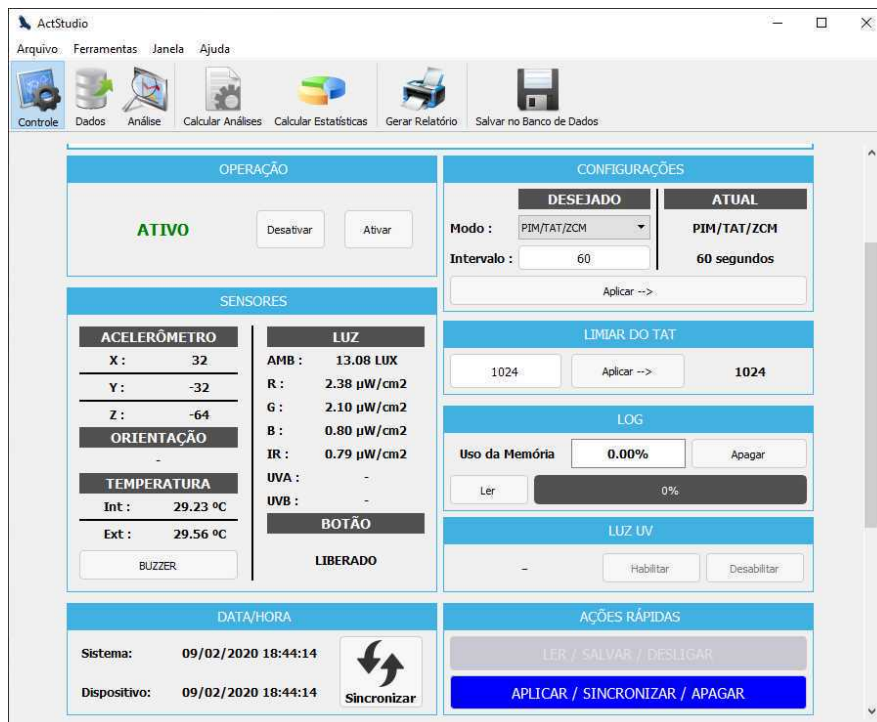 ActStudio
Arquivo Ferramentas Janela Ajuda
Controle Dados Análise Calcular Análises Calcular Estatísticas Gerar Relatório Salvar no Banco de Dados
OPERAÇÃO
ATIVO Desativar Ativar
CONFIGURAÇÕES
DESEJADO ATUAL
Modo : PIM/TAT/ZCM PIM/TAT/ZCM
Intervalo : 60 60 segundos
Aplicar -->
SENSORES
ACELERÔMETRO
X : 32
Y : -32
Z : -64
ORIENTAÇÃO
-
TEMPERATURA
Int : 29.23 ºC
Ext : 29.56 ºC
BUZZER
LUZ
AMB : 13.08 LUX
R : 2.38 µW/cm2
G : 2.10 µW/cm2
B : 0.80 µW/cm2
IR : 0.79 µW/cm2
UVA : -
UVB : -
BOTÃO
LIBERADO
LIMIAR DO TAT
1024 Aplicar --> 1024
LOG
Uso da Memória 0.00% Apagar
Ler 0%
LUZ UV
- Habilitar Desabilitar
DATA/HORA
Sistema: 09/02/2020 18:44:14
Dispositivo: 09/02/2020 18:44:14
Sincronizar
AÇÕES RÁPIDAS
LER / SALVAR / DESLIGAR
APLICAR / SINCRONIZAR / APAGAR